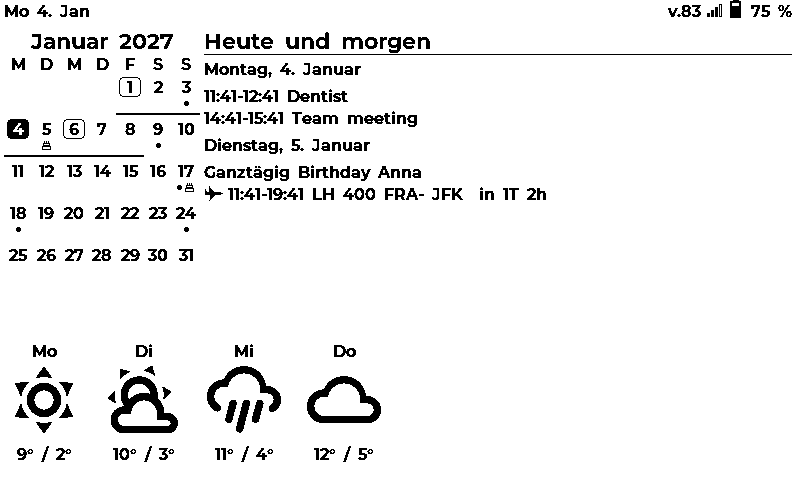 Mo 4. Jan
v.83 75 %
Januar 2027
M D M D F S S
1 2 3
4 5 6 7 8 9 10
11 12 13 14 15 16 17
18 19 20 21 22 23 24
25 26 27 28 29 30 31
Heute und morgen
Montag, 4. Januar
11:41-12:41 Dentist
14:41-15:41 Team meeting
Dienstag, 5. Januar
Ganztägig Birthday Anna
11:41-19:41 LH 400 FRA- JFK in 1T 2h
Mo Di Mi Do
9° / 2° 10° / 3° 11° / 4° 12° / 5°